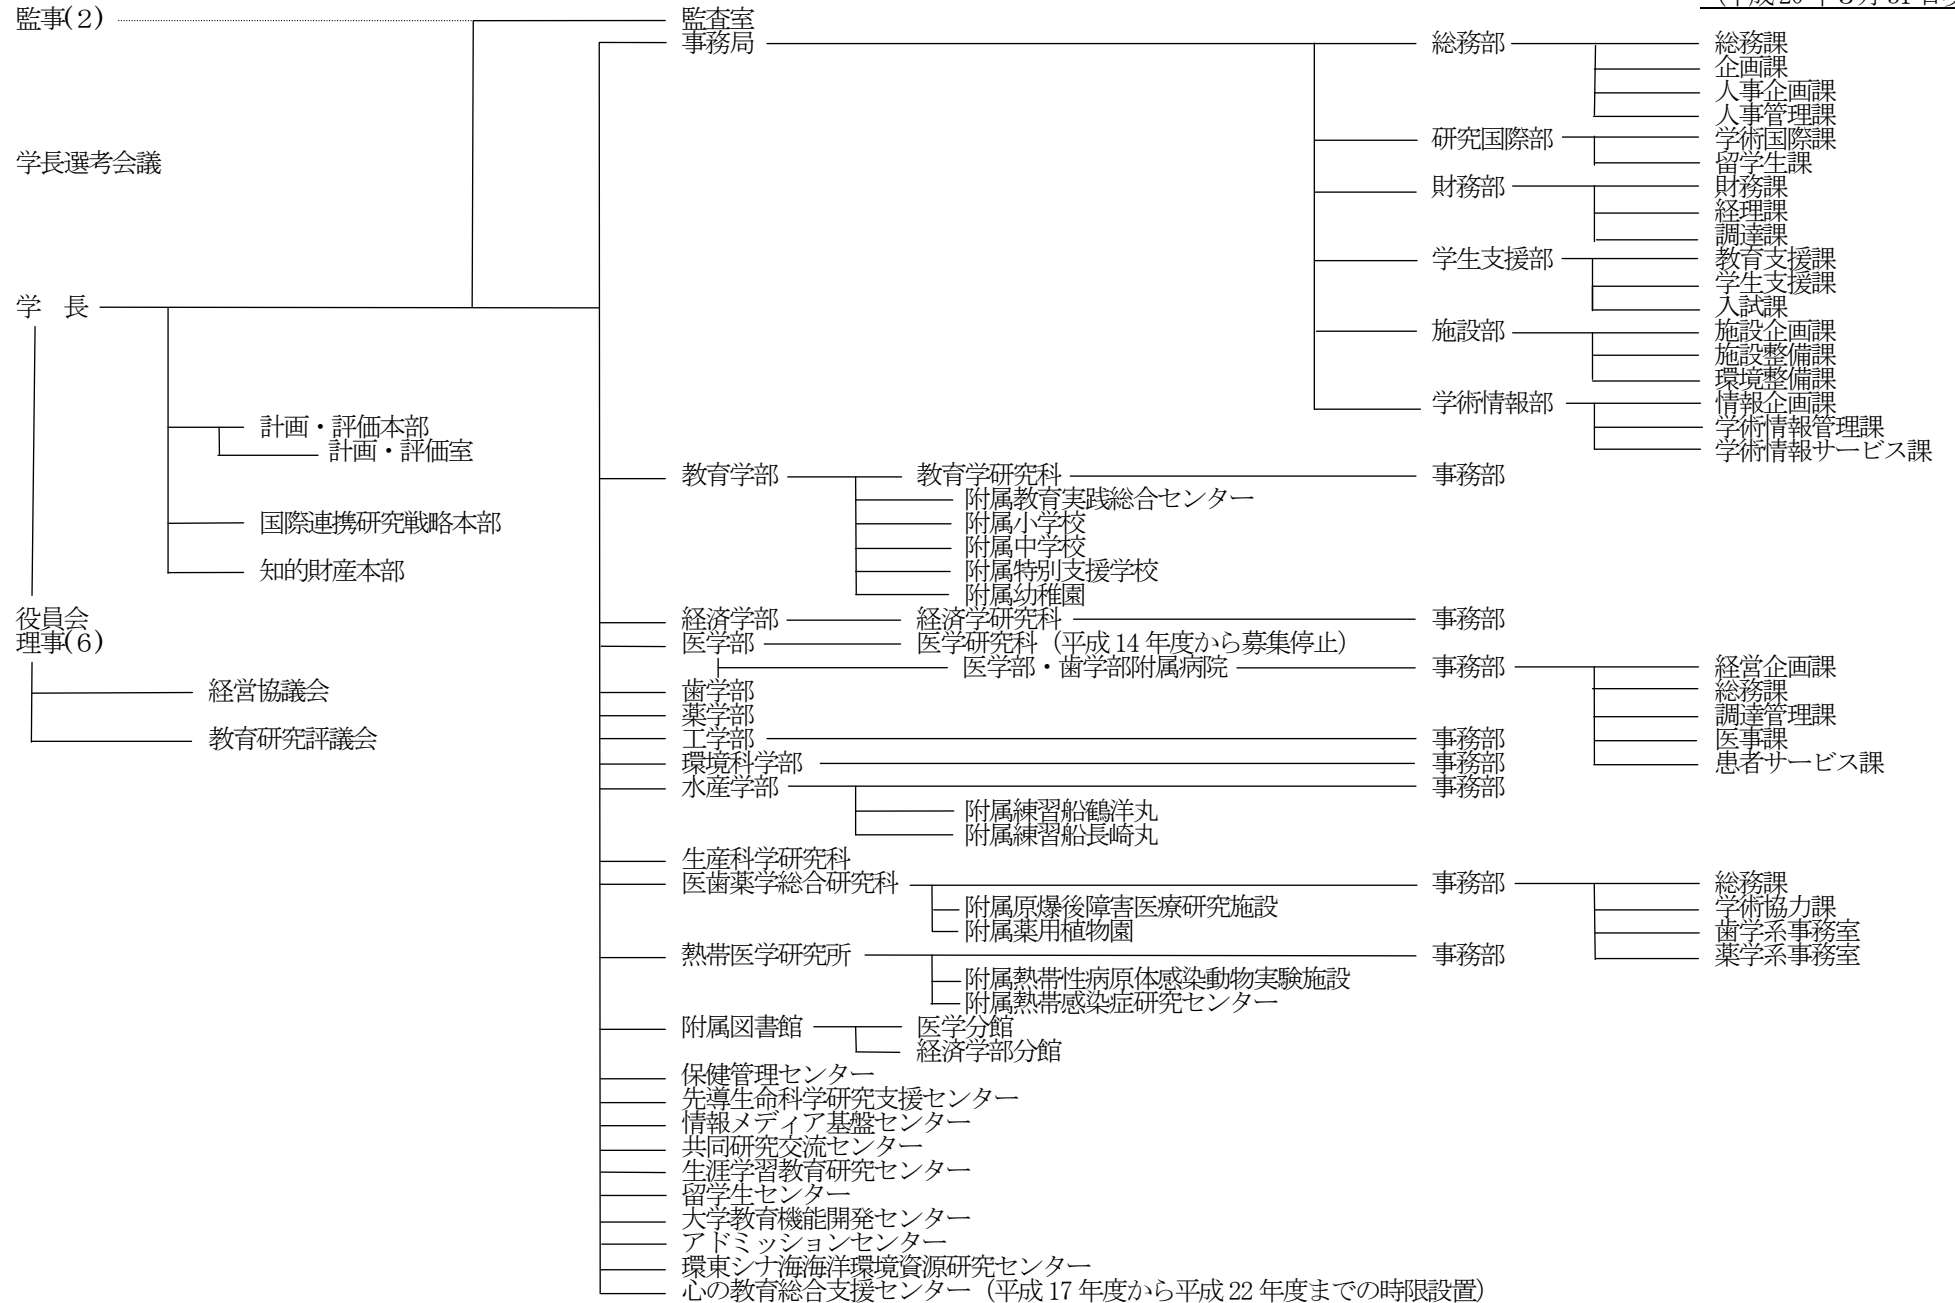 監事(2) 監査室
事務局 総務部 総務課
企画課
人事企画課
人事管理課
研究国際部 学術国際課
学長選考会議 留学生課
財務部 財務課
経理課
調達課
学生支援部 教育支援課
学生支援課
学 長 入試課
施設部 施設企画課
施設整備課
環境整備課
学術情報部 情報企画課
計画・評価本部 学術情報管理課
計画・評価室 学術情報サービス課
教育学部 教育学研究科 事務部
附属教育実践総合センター
国際連携研究戦略本部 附属小学校
附属中学校
知的財産本部 附属特別支援学校
附属幼稚園
役員会 経済学部 経済学研究科 事務部
理事(6) 医学部 医学研究科（平成 14 年度から募集停止）
医学部・歯学部附属病院 事務部 経営企画課
経営協議会 歯学部 総務課
薬学部 調達管理課
教育研究評議会 工学部 事務部 医事課
環境科学部 事務部 患者サービス課
水産学部 事務部
附属練習船鶴洋丸
附属練習船長崎丸
生産科学研究科
医歯薬学総合研究科 事務部 総務課
附属原爆後障害医療研究施設 学術協力課
附属薬用植物園 歯学系事務室
熱帯医学研究所 事務部 薬学系事務室
附属熱帯性病原体感染動物実験施設
附属熱帯感染症研究センター
附属図書館 医学分館
経済学部分館
保健管理センター
先導生命科学研究支援センター
情報メディア基盤センター
共同研究交流センター
生涯学習教育研究センター
留学生センター
大学教育機能開発センター
アドミッションセンター
環東シナ海海洋環境資源研究センター
心の教育総合支援センター（平成 17 年度から平成 22 年度までの時限設置）